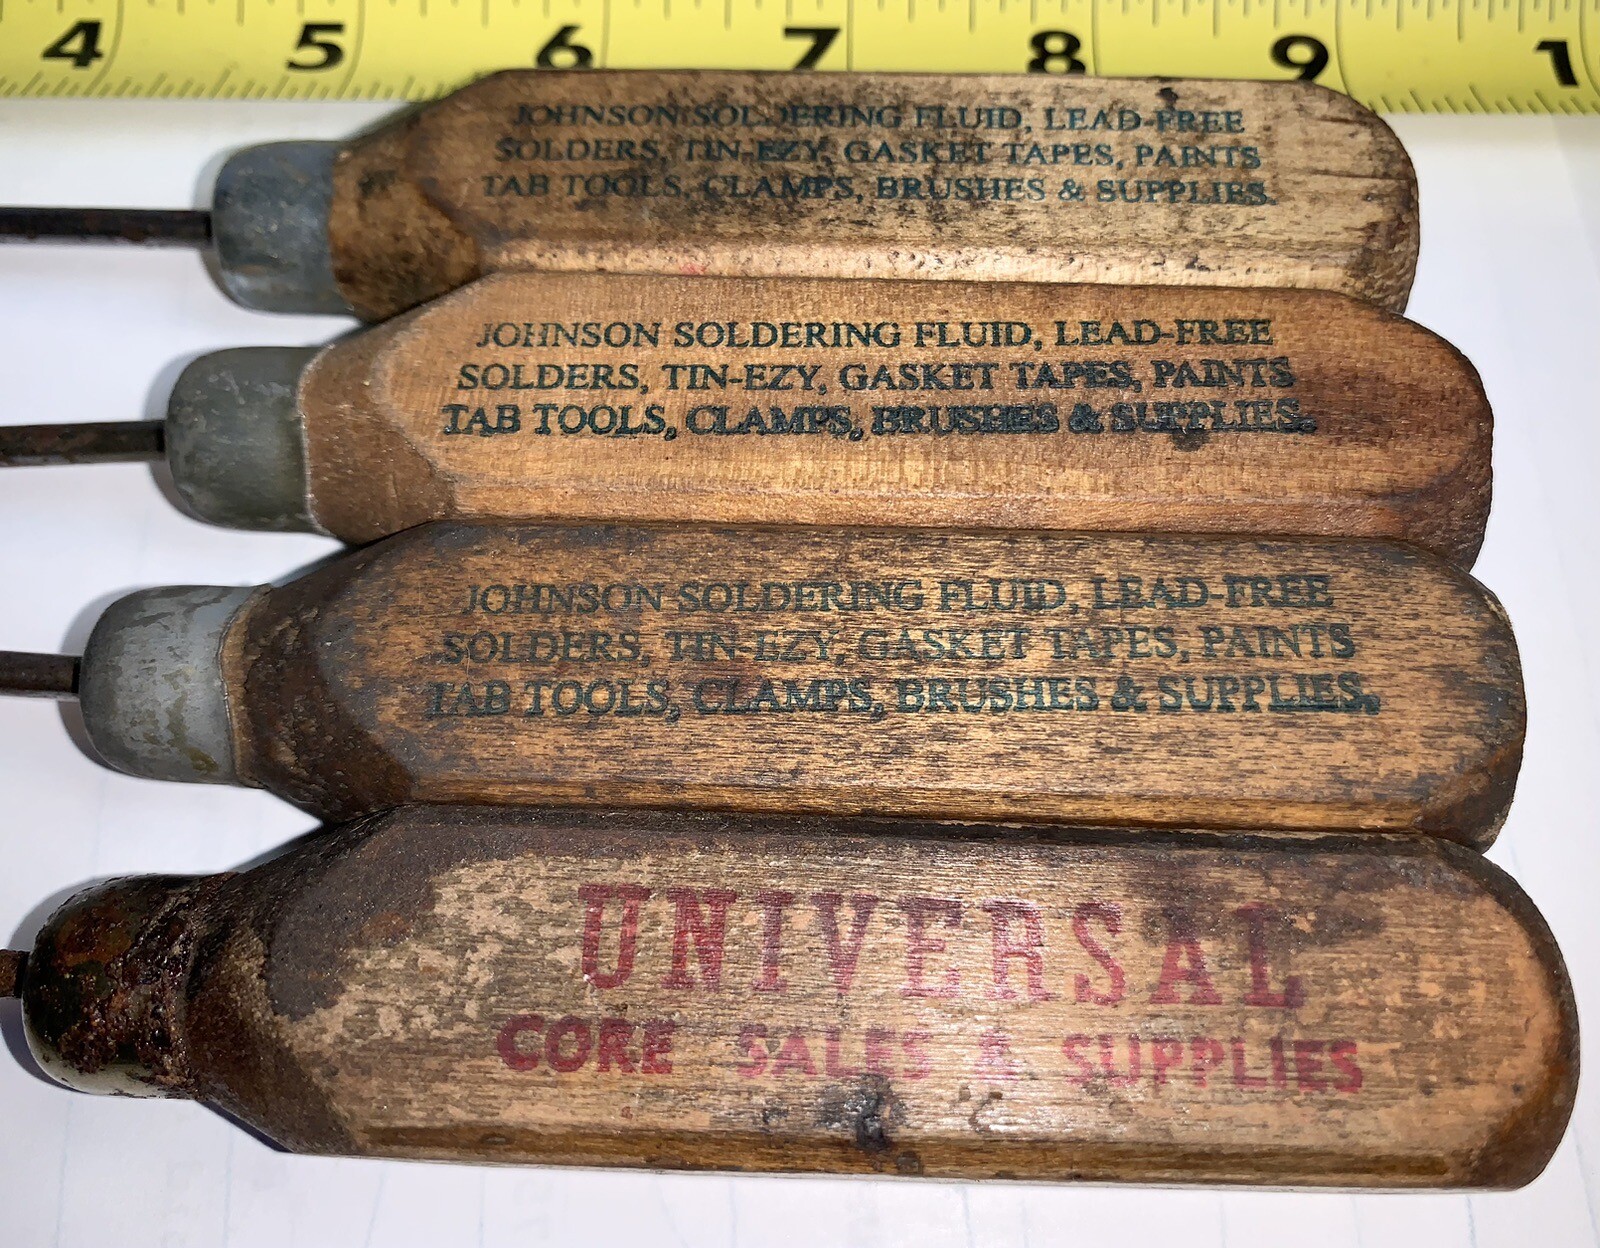 4 5 6 7 8 9 1
JOHNSON SOLDERING FLUID, LEAD-FREE
SOLDERS, TIN-EZY, GASKET TAPES, PAINTS
TAB TOOLS, CLAMPS, BRUSHES & SUPPLIES.
JOHNSON SOLDERING FLUID, LEAD-FREE
SOLDERS, TIN-EZY, GASKET TAPES, PAINTS
TAB TOOLS, CLAMPS, BRUSHES & SUPPLIES.
JOHNSON SOLDERING FLUID, LEAD-FREE
SOLDERS, TIN-EZY, GASKET TAPES, PAINTS
TAB TOOLS, CLAMPS, BRUSHES & SUPPLIES.
UNIVERSAL
CORE SALES & SUPPLIES